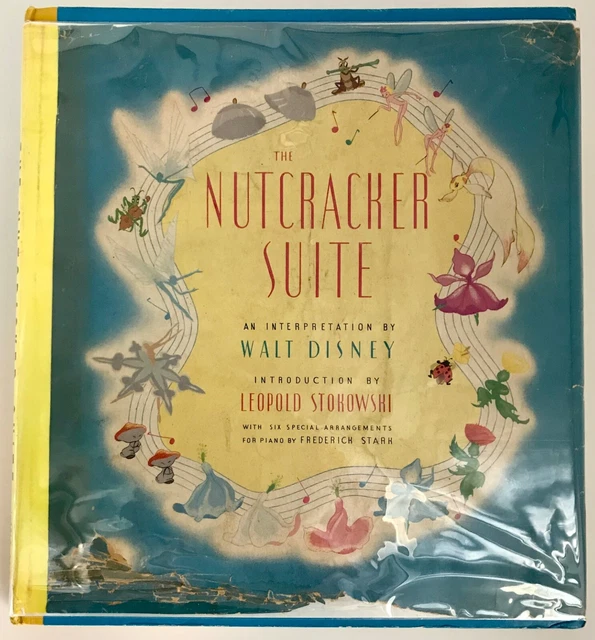 THE
NUTCRACKER
SUITE
AN INTERPRETATION BY
WALT DISNEY
INTRODUCTION BY
LEOPOLD STOKOWSKI
WITH SIX SPECIAL ARRANGEMENTS
FOR PIANO BY FREDERICK STARK